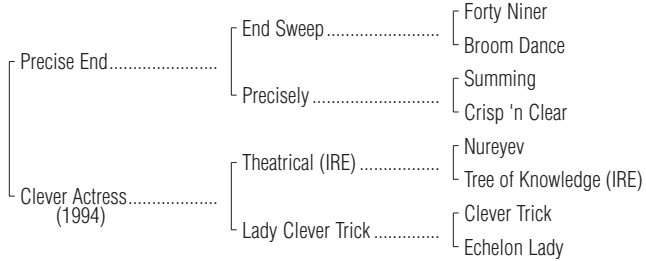 Forty Niner
End Sweep
Broom Dance
Precise End
Summing
Precisely
Crisp 'n Clear
Nureyev
Theatrical (IRE)
Tree of Knowledge (IRE)
Clever Actress
(1994)
Clever Trick
Lady Clever Trick
Echelon Lady